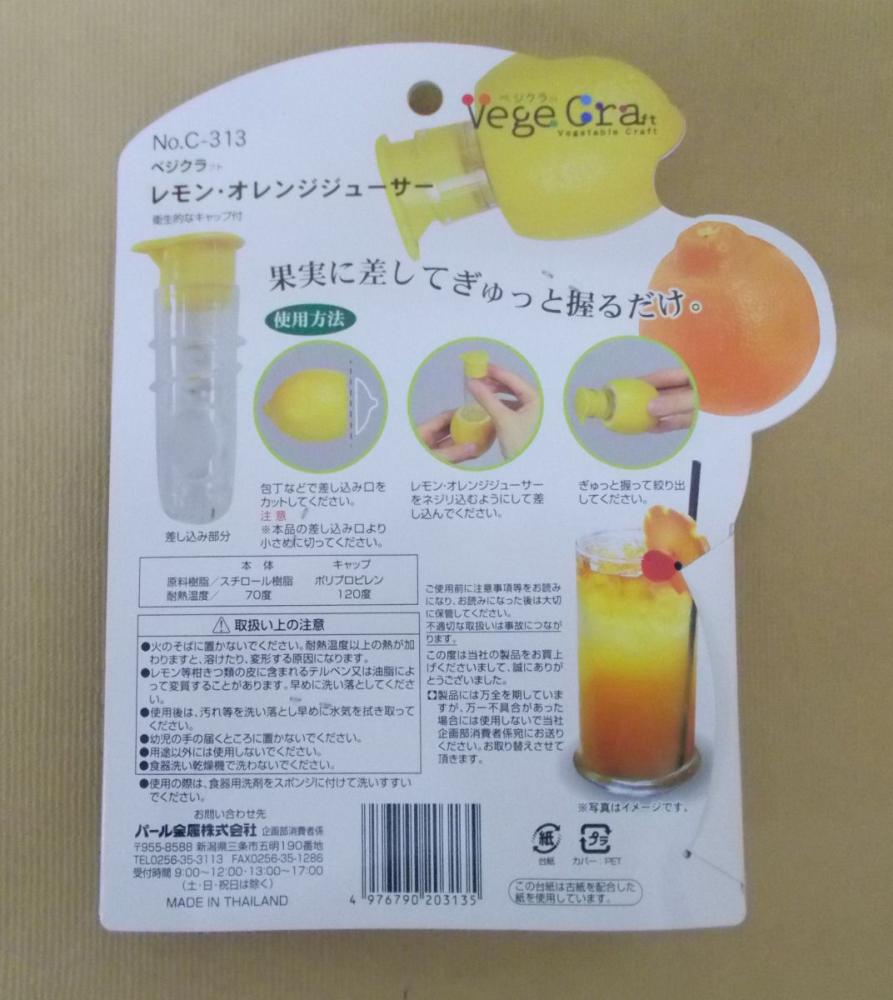 ベジクラフト
Vege Craft
Vegetable Craft
No.C-313
ベジクラフト
レモン・オレンジジューサー
衛生的なキャップ付
果実に差してぎゅっと握るだけ。
使用方法
包丁などで差し込み口を
カットしてください。
注意
※本品の差し込み口より
小さめに切ってください。
レモン・オレンジジューサー
をネジリ込むようにして差
し込んでください。
ぎゅっと握って絞り出
してください。
差し込み部分
本体 キャップ
原料樹脂/スチロール樹脂 ポリプロピレン
耐熱温度/ 70度 120度
取扱い上の注意
●火のそばに置かないでください。耐熱温度以上の熱が加
わりますと、溶けたり、変形する原因になります。
●レモン等柑きつ類の皮に含まれるテルペン又は油脂によ
って変質することがあります。早めに洗い落としてくださ
い。
●使用後は、汚れ等を洗い落とし早めに水気を拭き取って
ください。
●幼児の手の届くところに置かないでください。
●用途以外には使用しないでください。
●食器洗い乾燥機で洗わないでください。
●使用の際は、食器用洗剤をスポンジに付けて洗いすすい
でください。
ご使用前に注意事項等をお読み
になり、お読みになった後は大切
に保管してください。
不適切な取扱いは事故につなが
ります。
この度は当社の製品をお買上
げくださいまして、誠にありが
とうございました。
製品には万全を期していま
すが、万一不具合があった
場合には使用しないで当社
企画部消費者係宛にお送り
ください。お取り替えさせて
頂きます。
※写真はイメージです。
お問い合わせ先
パール金属株式会社 企画部消費者係
〒955-8588 新潟県三条市五明190番地
TEL0256-35-3113 FAX0256-35-1286
受付時間 9:00〜12:00・13:00〜17:00
(土・日・祝日は除く)
MADE IN THAILAND
4 976790 203135
紙
台紙
プラ
カバー:PET
この台紙は古紙を配合した
紙を使用しています。